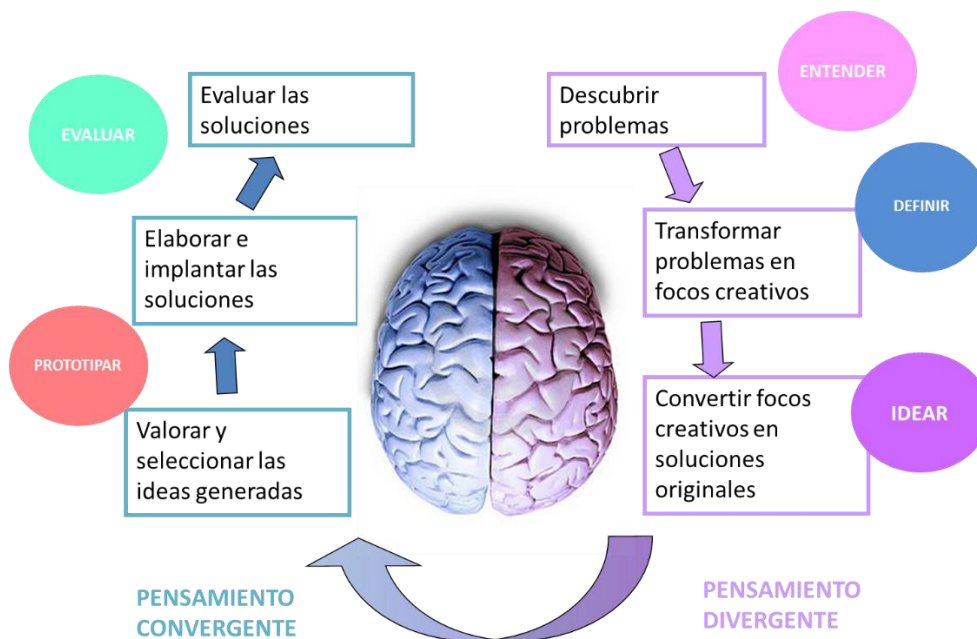 EVALUAR
Evaluar las
soluciones
Descubrir
problemas
ENTENDER
Elaborar e
implantar las
soluciones
Transformar
problemas en
focos creativos
DEFINIR
PROTOTIPAR
Valorar y
seleccionar las
ideas generadas
Convertir focos
creativos en
soluciones
originales
IDEAR
PENSAMIENTO
CONVERGENTE
PENSAMIENTO
DIVERGENTE